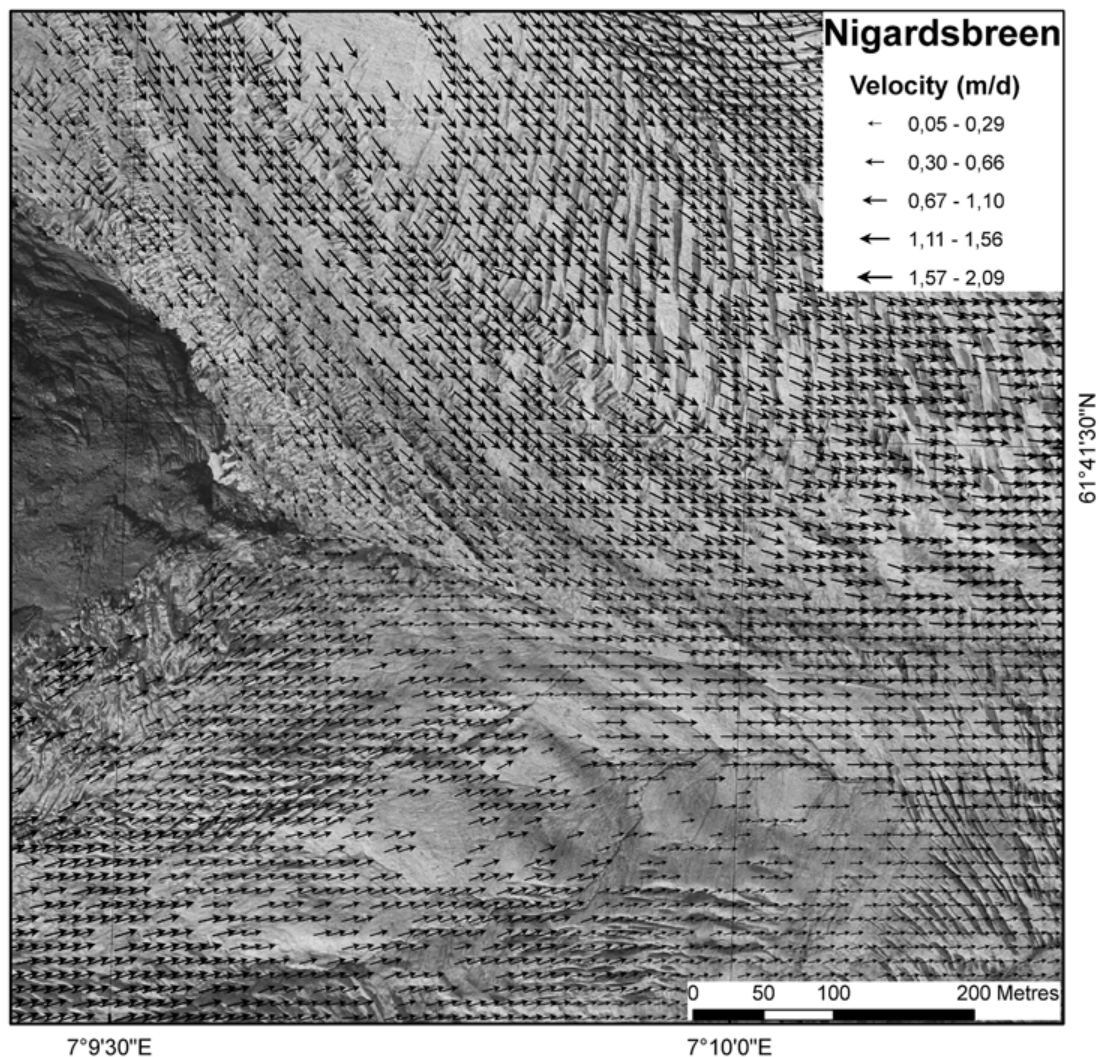 Nigardsbreen
Velocity (m/d)
0,05 - 0,29
0,30 - 0,66
0,67 - 1,10
1,11 - 1,56
1,57 - 2,09
61°41'30"N
0 50 100 200 Metres
7°9'30"E 7°10'0"E